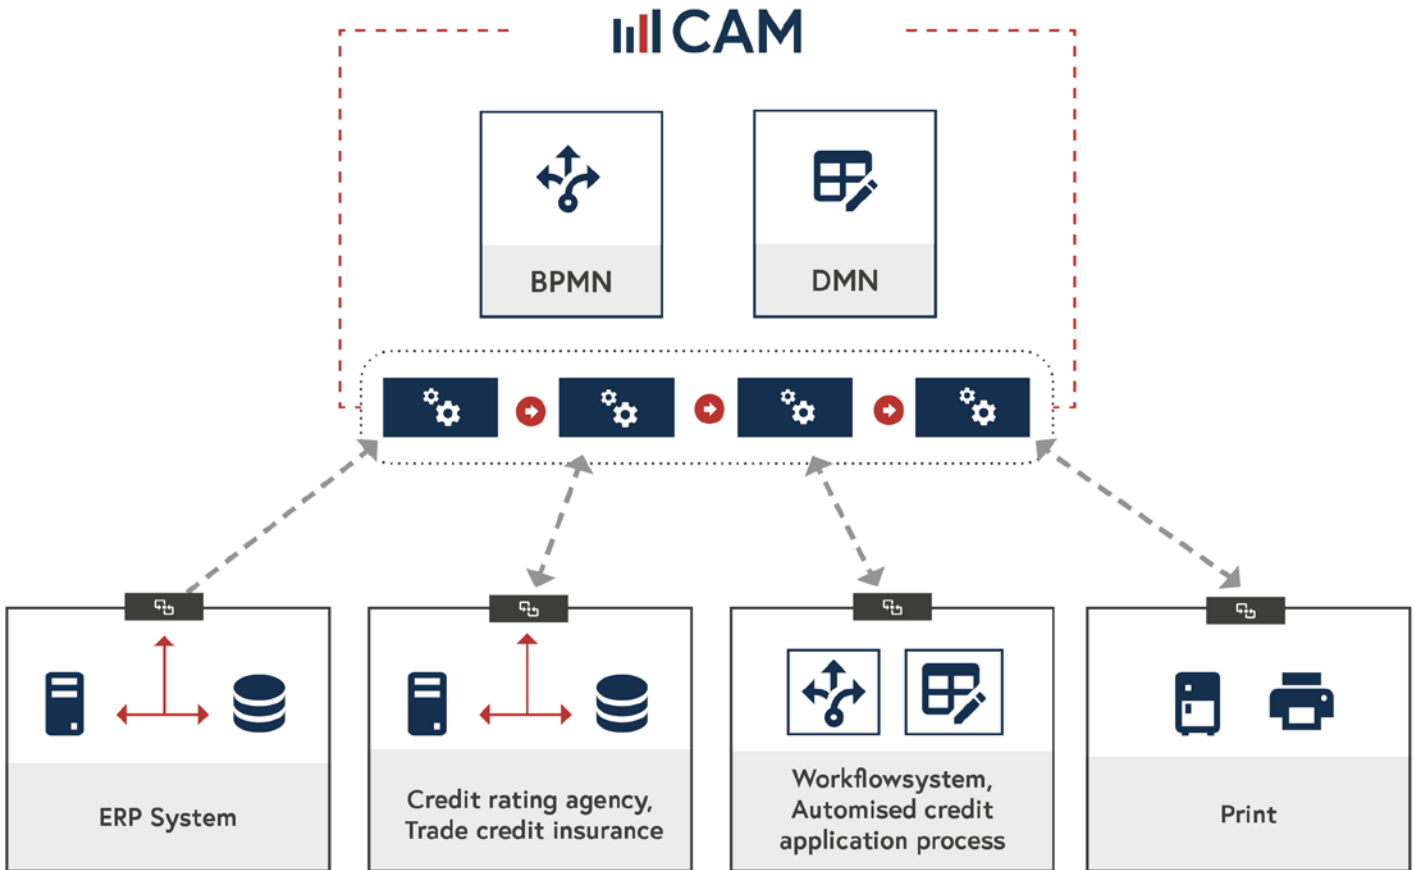 CAM
BPMN
DMN
ERP System
Credit rating agency,
Trade credit insurance
Workflowsystem,
Automised credit
application process
Print